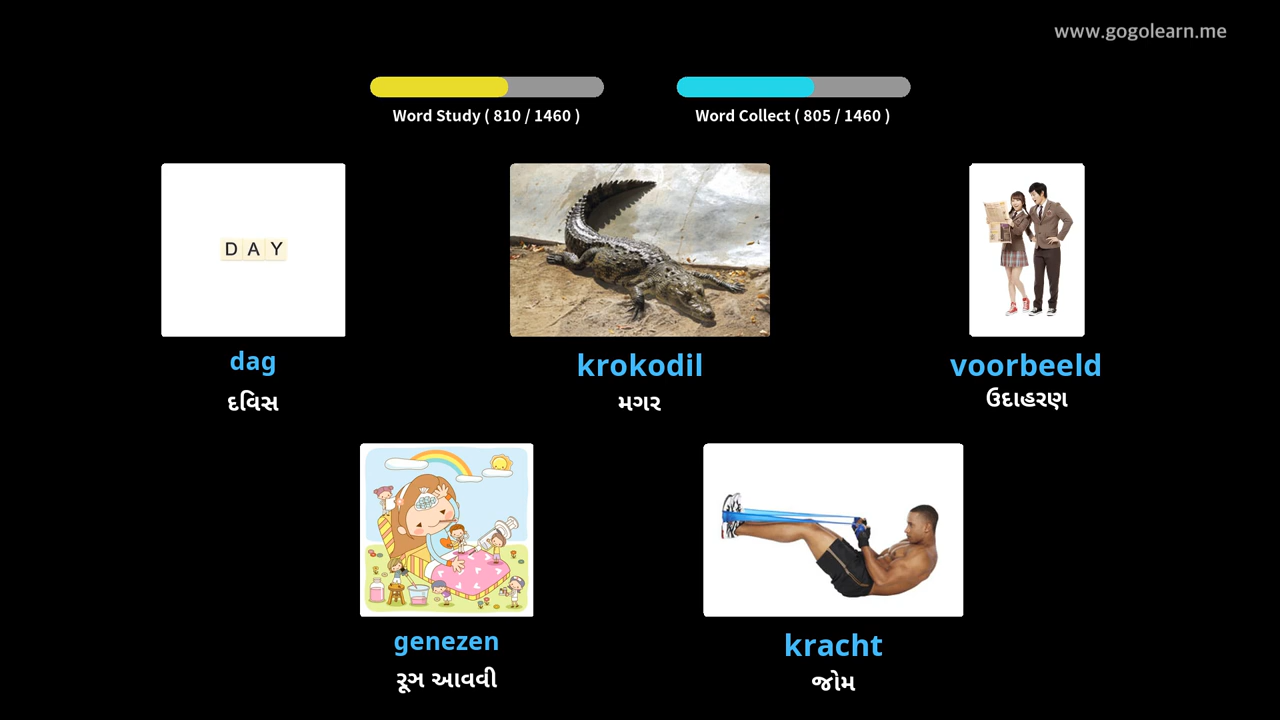 www.gogolearn.me
Word Study ( 810 / 1460 )
Word Collect ( 805 / 1460 )
DAY
dag
દિવસ
krokodil
મગર
voorbeeld
ઉદાહરણ
genezen
રૂઝ આવવી
kracht
જોમ